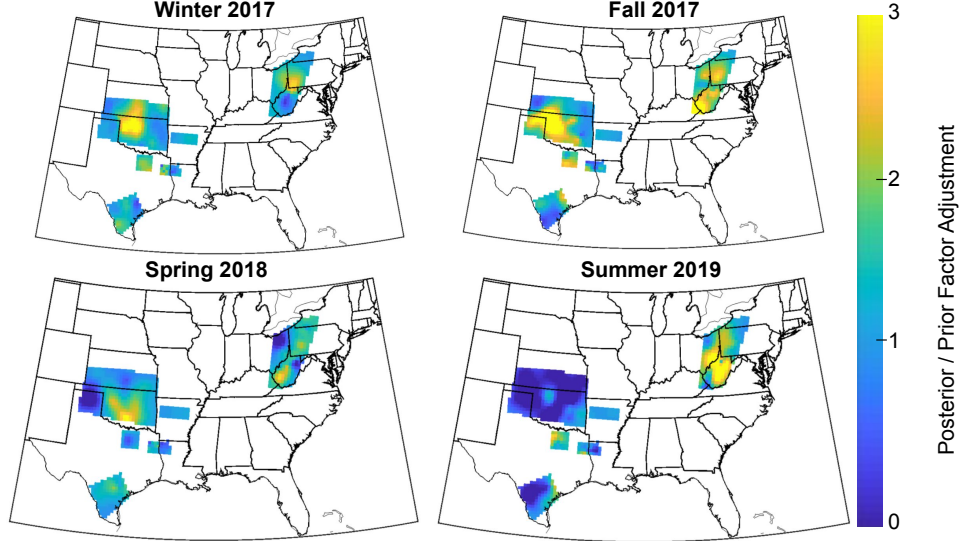 Winter 2017
Fall 2017
Spring 2018
Summer 2019
3
2
1
0
Posterior / Prior Factor Adjustment